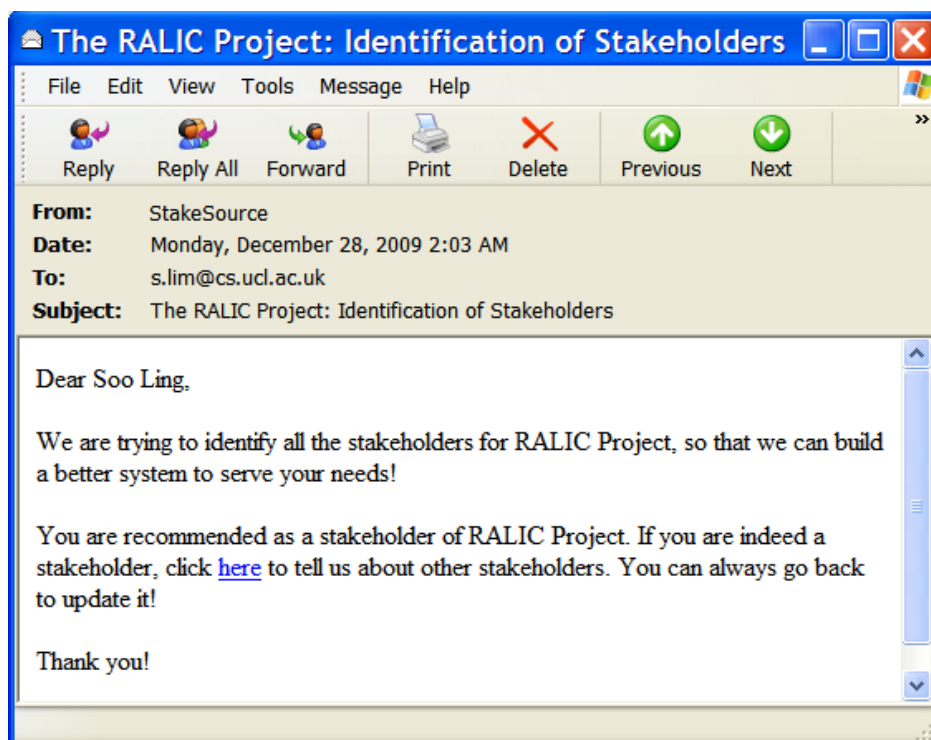 The RALIC Project: Identification of Stakeholders
File Edit View Tools Message Help
Reply Reply All Forward Print Delete Previous Next
From: StakeSource
Date: Monday, December 28, 2009 2:03 AM
To: s.lim@cs.ucl.ac.uk
Subject: The RALIC Project: Identification of Stakeholders
Dear Soo Ling,
We are trying to identify all the stakeholders for RALIC Project, so that we can build
a better system to serve your needs!
You are recommended as a stakeholder of RALIC Project. If you are indeed a
stakeholder, click here to tell us about other stakeholders. You can always go back
to update it!
Thank you!